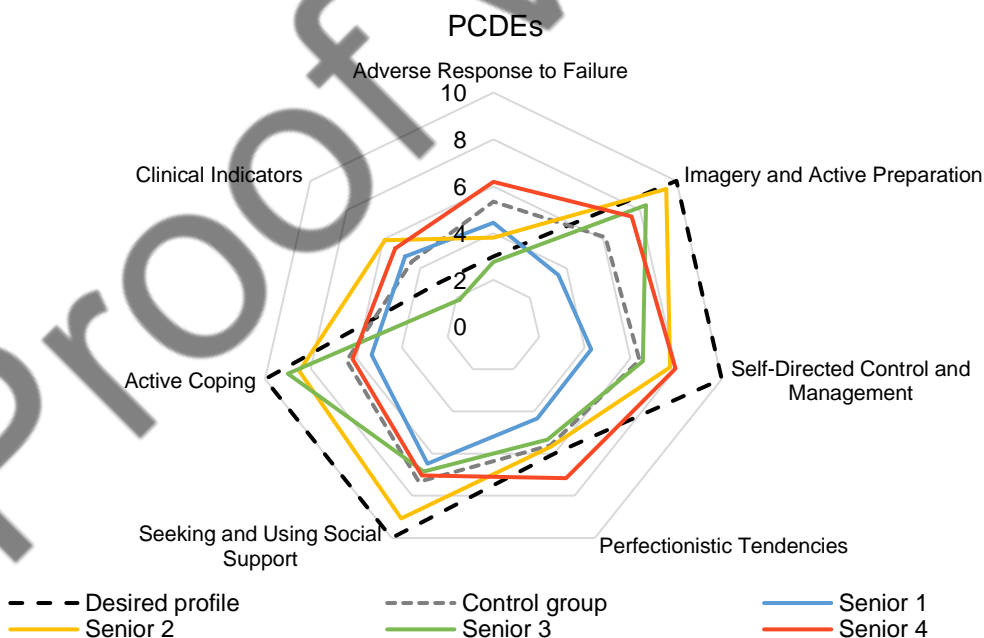 PCDEs
Adverse Response to Failure
10
8
6
4
2
0
Clinical Indicators
Imagery and Active Preparation
Active Coping
Self-Directed Control and
Management
Seeking and Using Social
Support
Perfectionistic Tendencies
Desired profile
Control group
Senior 1
Senior 2
Senior 3
Senior 4
Proof